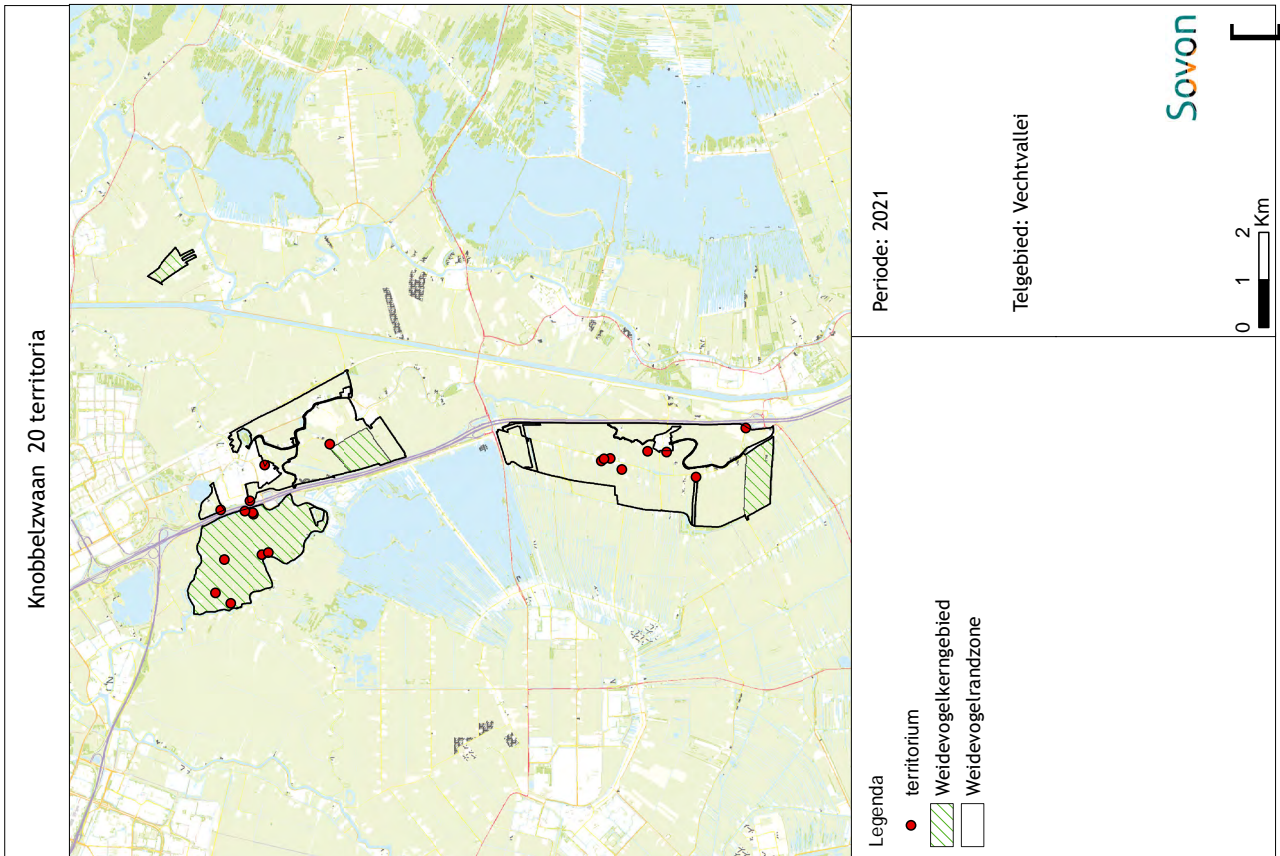 Knobbelzwaan 20 territoria
Legenda
territorium
Weidevogelkerngebied
Weidevogelrandzone
Periode: 2021
Telgebied: Vechtvallei
0 1 2
Km
Sovon